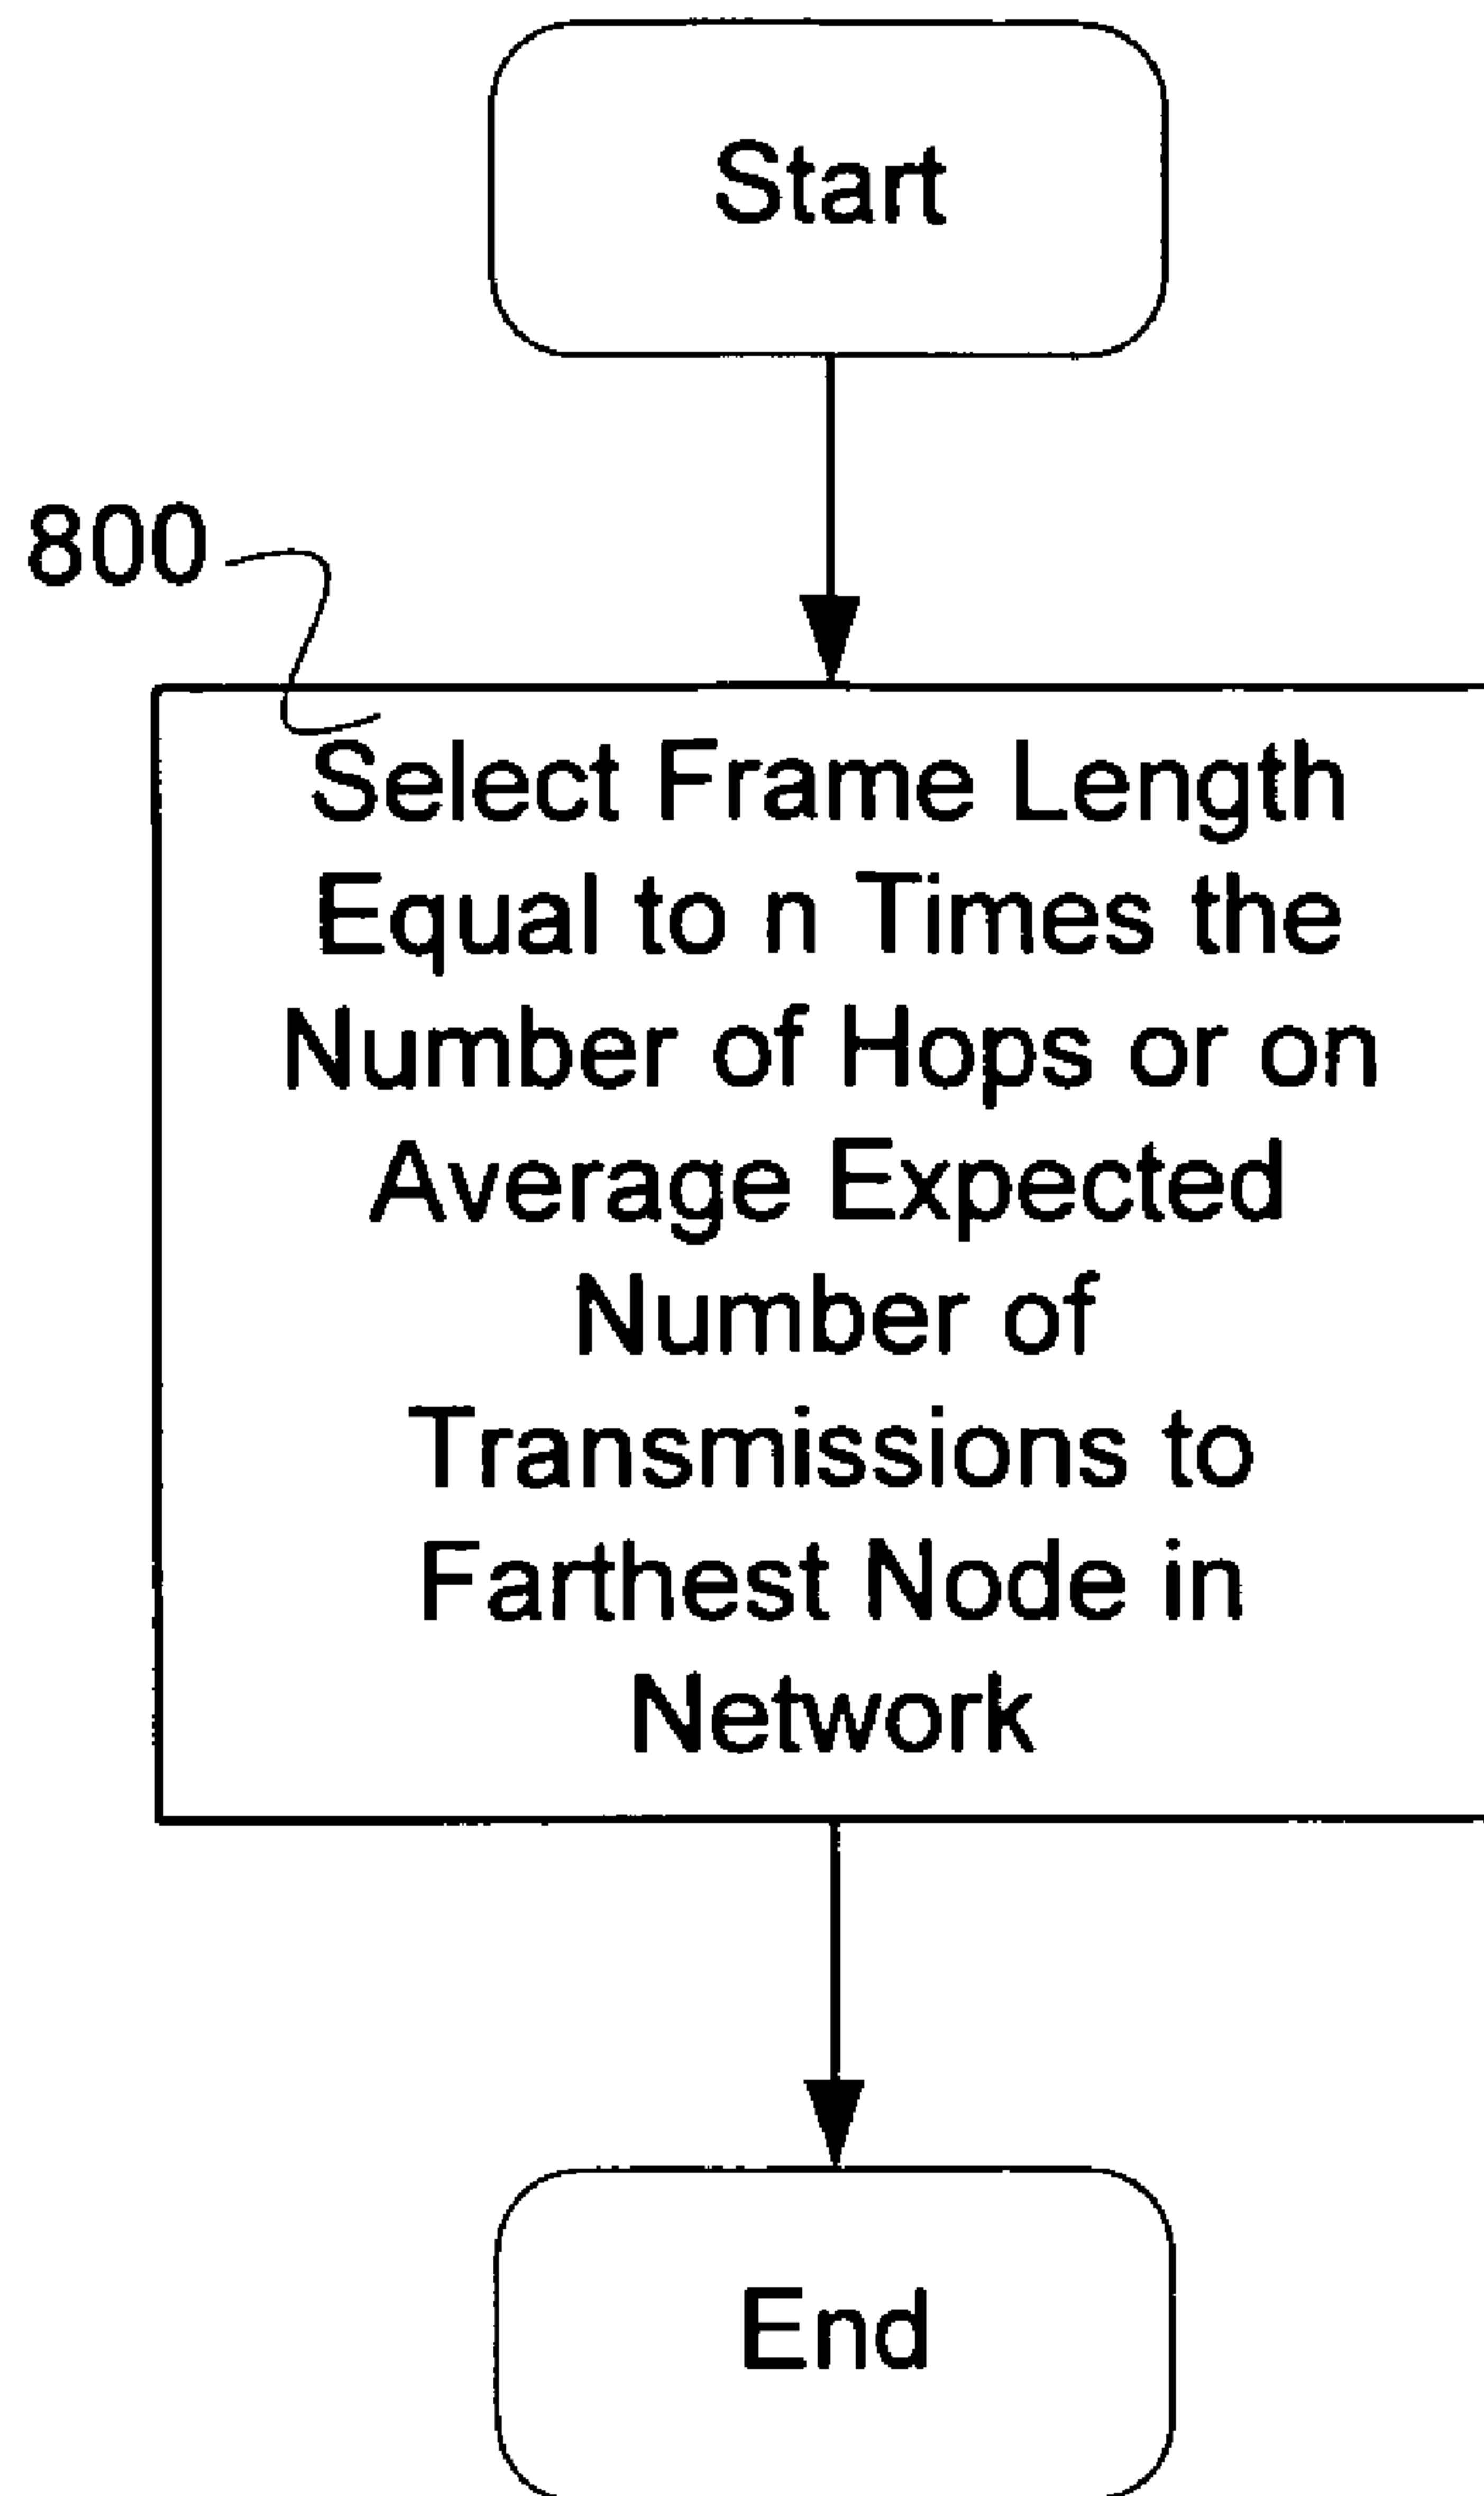 Start
800
Select Frame Length
Equal to n Times the
Number of Hops or on
Average Expected
Number of
Transmissions to
Farthest Node in
Network
End